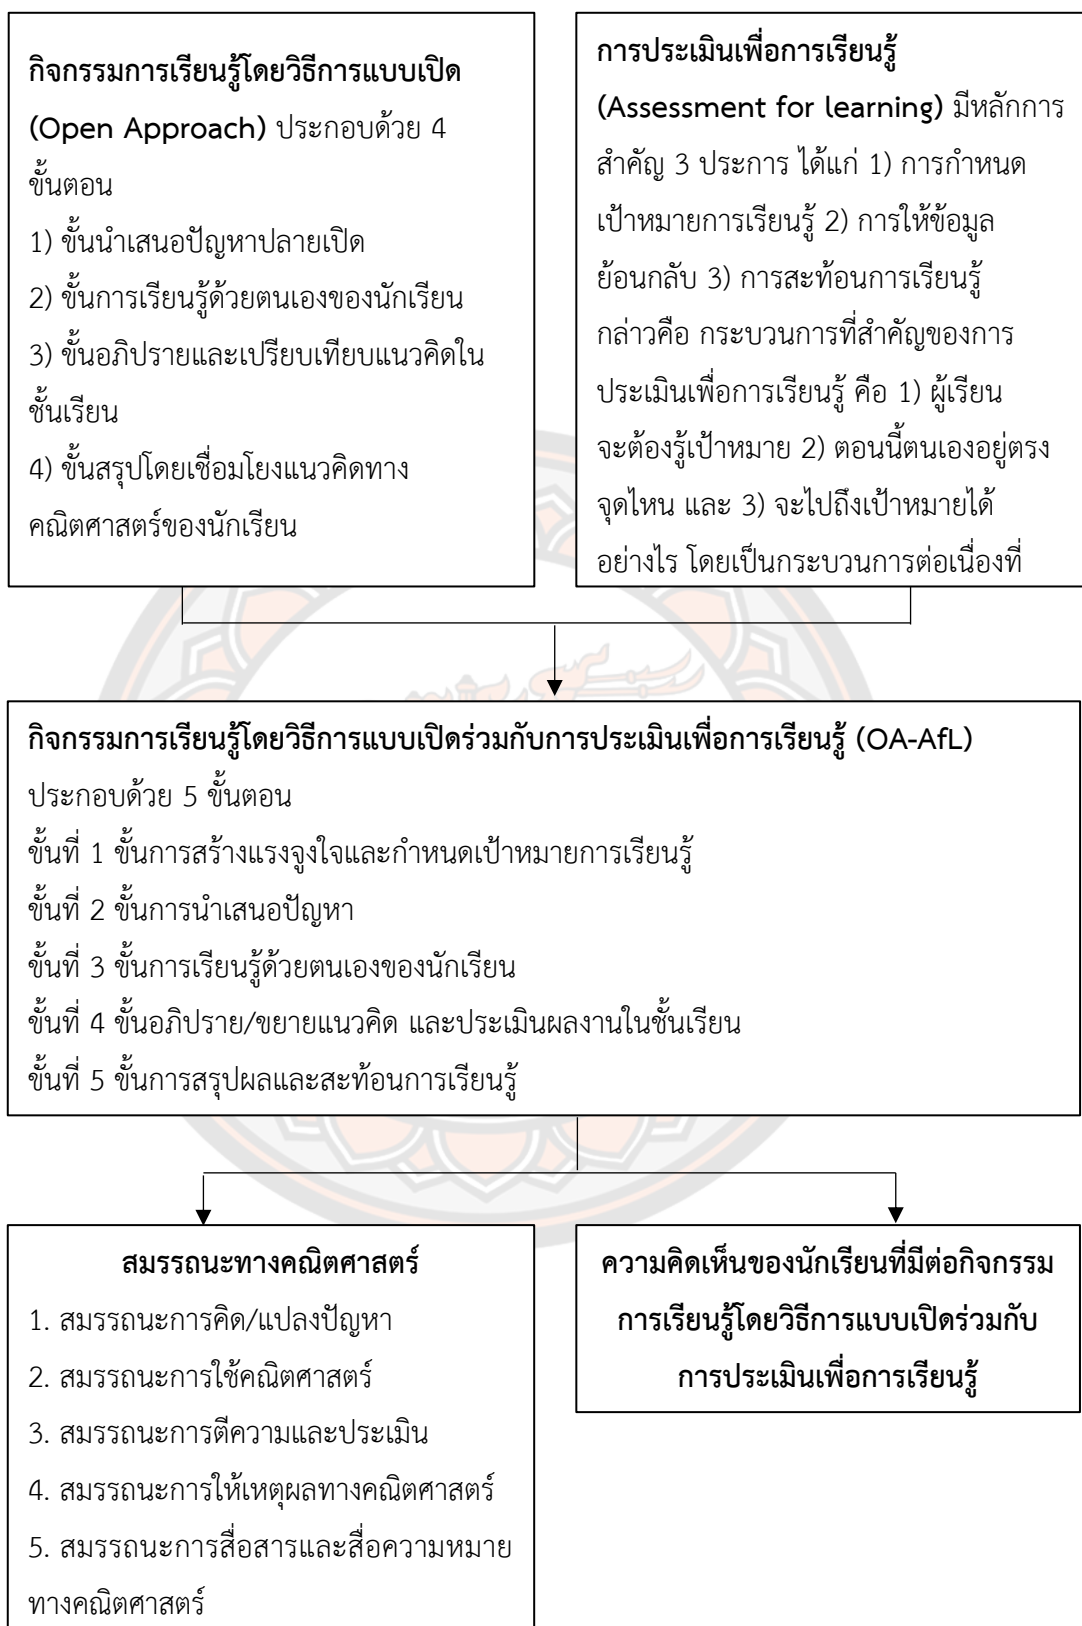 กิจกรรมการเรียนรู้โดยวิธีการแบบเปิด
(Open Approach) ประกอบด้วย 4
ขั้นตอน
1) ขั้นนำเสนอปัญหาปลายเปิด
2) ขั้นการเรียนรู้ด้วยตนเองของนักเรียน
3) ขั้นอภิปรายและเปรียบเทียบแนวคิดใน
ชั้นเรียน
4) ขั้นสรุปโดยเชื่อมโยงแนวคิดทาง
คณิตศาสตร์ของนักเรียน
การประเมินเพื่อการเรียนรู้
(Assessment for learning) มีหลักการ
สำคัญ 3 ประการ ได้แก่ 1) การกำหนด
เป้าหมายการเรียนรู้ 2) การให้ข้อมูล
ย้อนกลับ 3) การสะท้อนการเรียนรู้
กล่าวคือ กระบวนการที่สำคัญของการ
ประเมินเพื่อการเรียนรู้ คือ 1) ผู้เรียน
จะต้องรู้เป้าหมาย 2) ตอนนี้ตนเองอยู่ตรง
จุดไหน และ 3) จะไปถึงเป้าหมายได้
อย่างไร โดยเป็นกระบวนการต่อเนื่องที่
กิจกรรมการเรียนรู้โดยวิธีการแบบเปิดร่วมกับการประเมินเพื่อการเรียนรู้ (OA-AfL)
ประกอบด้วย 5 ขั้นตอน
ขั้นที่ 1 ขั้นการสร้างแรงจูงใจและกำหนดเป้าหมายการเรียนรู้
ขั้นที่ 2 ขั้นการนำเสนอปัญหา
ขั้นที่ 3 ขั้นการเรียนรู้ด้วยตนเองของนักเรียน
ขั้นที่ 4 ขั้นอภิปราย/ขยายแนวคิด และประเมินผลงานในชั้นเรียน
ขั้นที่ 5 ขั้นการสรุปผลและสะท้อนการเรียนรู้
สมรรถนะทางคณิตศาสตร์
1. สมรรถนะการคิด/แปลงปัญหา
2. สมรรถนะการใช้คณิตศาสตร์
3. สมรรถนะการตีความและประเมิน
4. สมรรถนะการให้เหตุผลทางคณิตศาสตร์
5. สมรรถนะการสื่อสารและสื่อความหมาย
ทางคณิตศาสตร์
ความคิดเห็นของนักเรียนที่มีต่อกิจกรรม
การเรียนรู้โดยวิธีการแบบเปิดร่วมกับ
การประเมินเพื่อการเรียนรู้